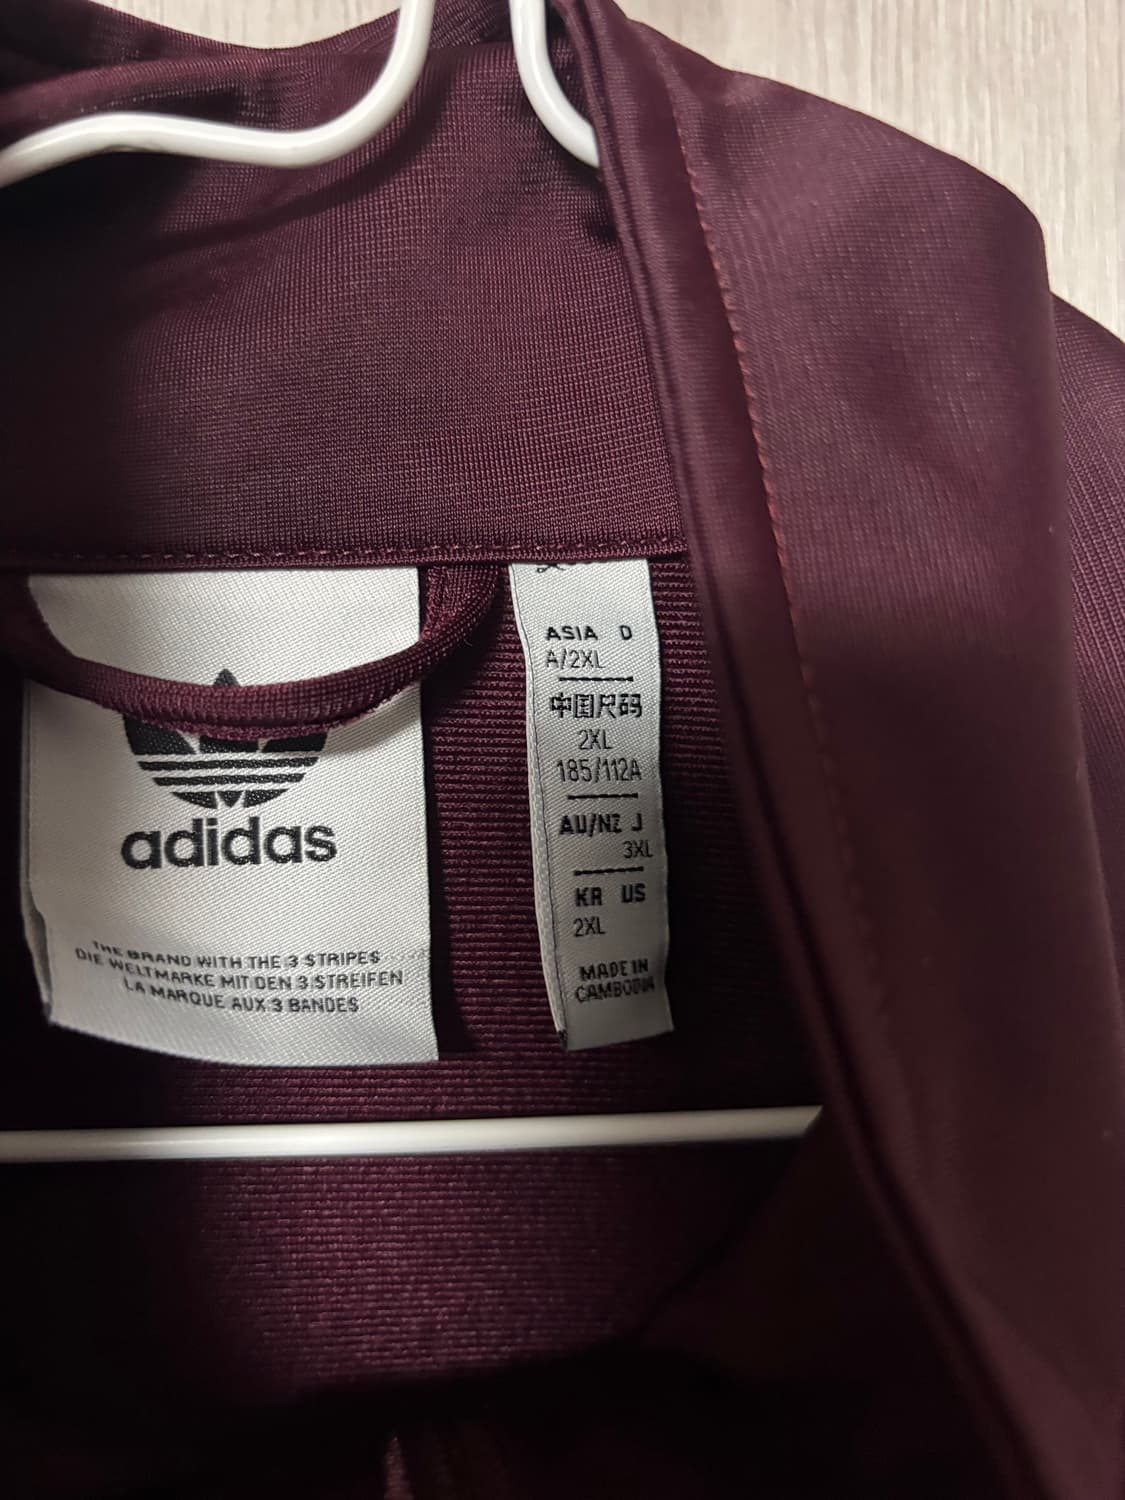 adidas
THE BRAND WITH THE 3 STRIPES
DIE WELTMARKE MIT DEN 3 STREIFEN
LA MARQUE AUX 3 BANDES
ASIA D
A/2XL
中国尺码
2XL
185/112A
AU/NZ J
3XL
KR US
2XL
MADE IN
CAMBODIA